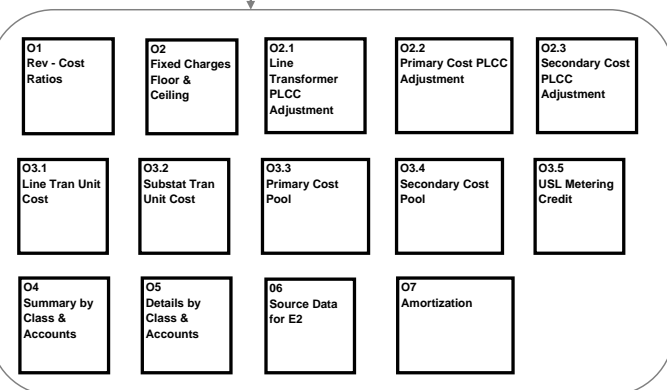 O1
Rev - Cost
Ratios
O2
Fixed Charges
Floor &
Ceiling
O2.1
Line
Transformer
PLCC
Adjustment
O2.2
Primary Cost PLCC
Adjustment
O2.3
Secondary Cost
PLCC
Adjustment
O3.1
Line Tran Unit
Cost
O3.2
Substat Tran
Unit Cost
O3.3
Primary Cost
Pool
O3.4
Secondary Cost
Pool
O3.5
USL Metering
Credit
O4
Summary by
Class &
Accounts
O5
Details by
Class &
Accounts
06
Source Data
for E2
O7
Amortization